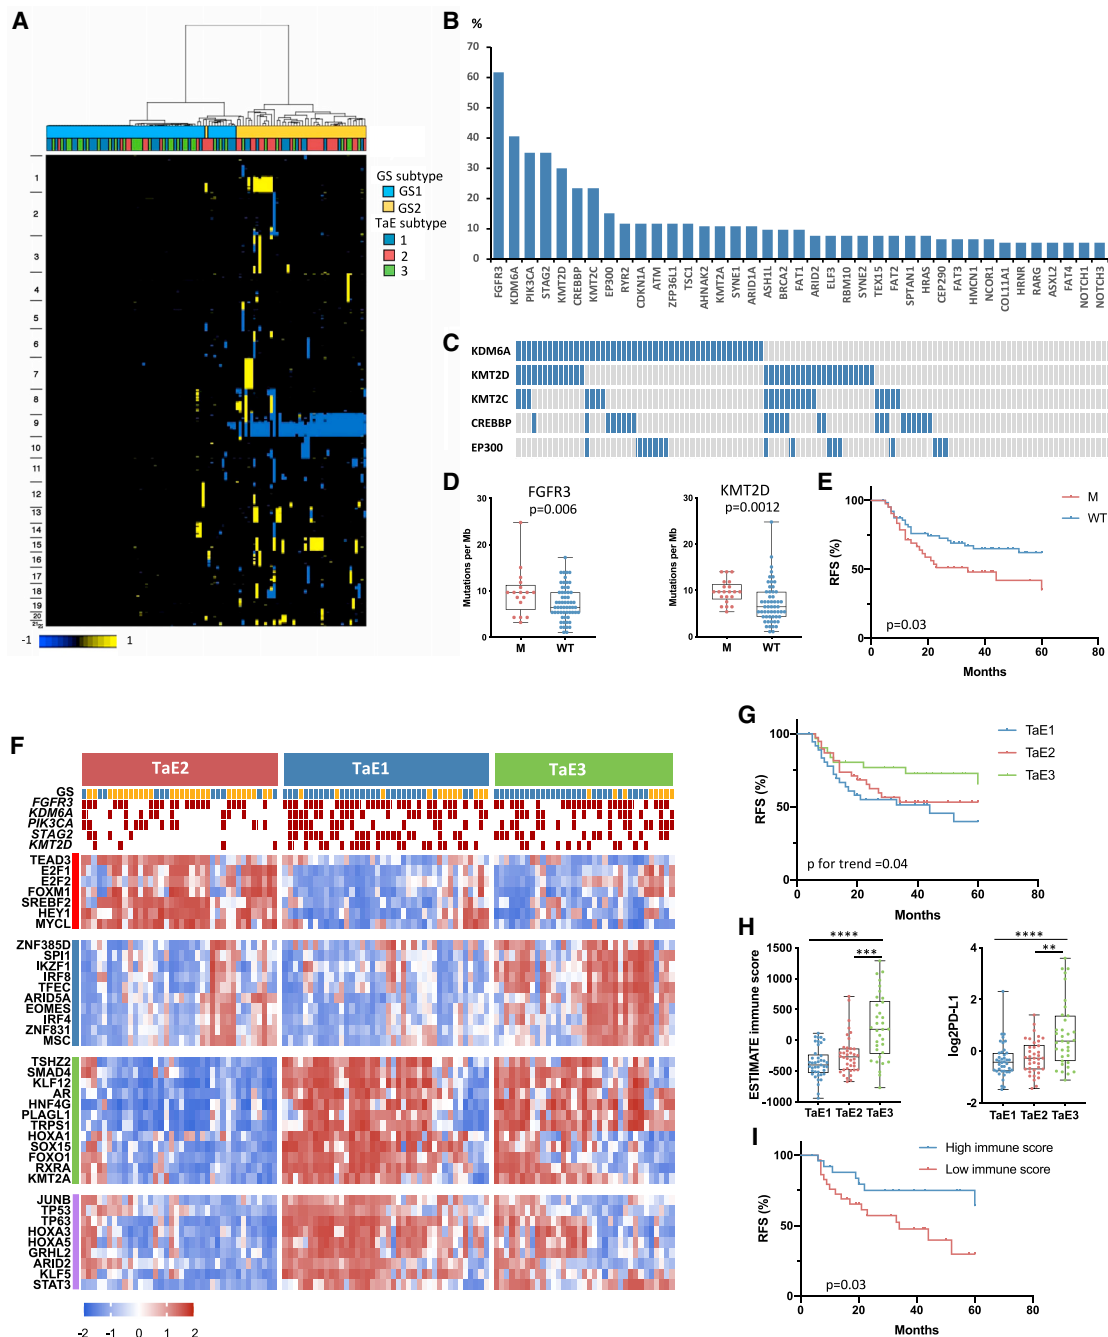 A
GS subtype
GS1
GS2
TaE subtype
1
2
3
1
2
3
4
5
6
7
8
9
10
11
12
13
14
15
16
17
18
19
20
-1
1
B
%
70
60
50
40
30
20
10
0
FGFR3
KDM6A
PIK3CA
STAG2
KMT2D
CREBBP
KMT2C
EP300
RYR2
CDKN1A
ATM
ZFP36L1
TSC1
AHNAK2
KMT2A
SYNE1
ARID1A
ASH1L
BRCA2
FAT1
ARID2
ELF3
RBM10
SYNE2
TEX15
FAT2
SPTAN1
HRAS
CEP290
FAT3
HMCN1
NCOR1
COL11A1
HRNR
RARG
ASXL2
FAT4
NOTCH1
NOTCH3
C
KDM6A
KMT2D
KMT2C
CREBBP
EP300
D
FGFR3
p=0.006
Mutations per Mb
30
20
10
0
M
WT
KMT2D
p=0.0012
Mutations per Mb
30
20
10
0
M
WT
E
M
WT
RFS (%)
100
50
0
0
20
40
60
80
p=0.03
Months
F
TaE2
TaE1
TaE3
GS
FGFR3
KDM6A
PIK3CA
STAG2
KMT2D
TEAD3
E2F1
E2F2
FOXM1
SREBF2
HEY1
MYCL
ZNF385D
SPI1
IKZF1
IRF8
TFEC
ARID5A
EOMES
IRF4
ZNF831
MSC
TSHZ2
SMAD4
KLF12
AR
HNF4G
PLAGL1
TRPS1
HOXA1
SOX15
FOXO1
RXRA
KMT2A
JUNB
TP53
TP63
HOXA3
HOXA5
GRHL2
ARID2
KLF5
STAT3
-2
-1
0
1
2
G
TaE1
TaE2
TaE3
RFS (%)
100
50
0
p for trend =0.04
0
20
40
60
80
Months
H
ESTIMATE immune score
1500
1000
500
0
-500
-1000
****
***
TaE1
TaE2
TaE3
log2PD-L1
4
2
0
-2
****
**
TaE1
TaE2
TaE3
I
High immune score
Low immune score
RFS (%)
100
50
0
p=0.03
0
20
40
60
80
Months